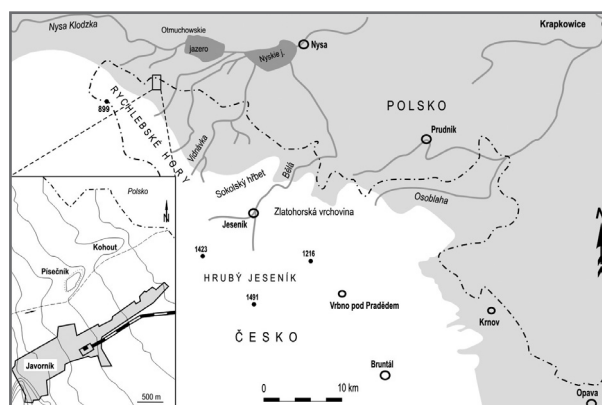 Nysa Kłodzka
Otmuchowskie
jazero
Nyskie j.
Nysa
Krapkowice
899
RYCHLEBSKÉ HORY
Vidnávka
POLSKO
Prudnik
Sokolský hřbet
Bělá
Osoblaha
Jeseník
Zlatohorská vrchovina
Polsko
N
Kohout
Písečník
Javorník
500 m
1423
1216
HRUBÝ JESENÍK
1491
Vrbno pod Pradědem
ČESKO
Krnov
Bruntál
0
10 km
Opava